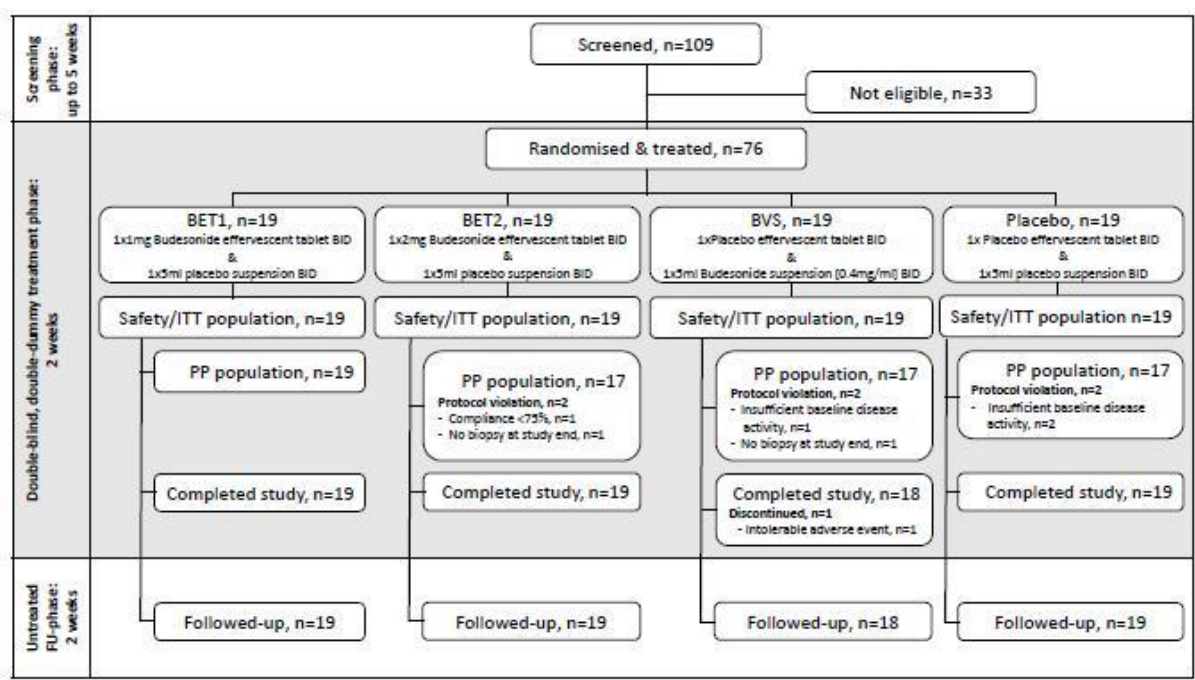 Screening
phase:
up to 5 weeks
Screened, n=109
Not eligible, n=33
Double-blind, double-dummy treatment phase:
2 weeks
Randomised & treated, n=76
BET1, n=19
1x1mg Budesonide effervescent tablet BID
&
1x5ml placebo suspension BID
BET2, n=19
1x2mg Budesonide effervescent tablet BID
&
1x5ml placebo suspension BID
BVS, n=19
1xPlacebo effervescent tablet BID
&
1x5ml Budesonide suspension [0.4mg/ml] BID
Placebo, n=19
1x Placebo effervescent tablet BID
&
1x5ml placebo suspension BID
Safety/ITT population, n=19
Safety/ITT population, n=19
Safety/ITT population, n=19
Safety/ITT population n=19
PP population, n=19
PP population, n=17
Protocol violation, n=2
- Compliance <75%, n=1
- No biopsy at study end, n=1
PP population, n=17
Protocol violation, n=2
- Insufficient baseline disease
activity, n=1
- No biopsy at study end, n=1
PP population, n=17
Protocol violation, n=2
- Insufficient baseline disease
activity, n=2
Completed study, n=19
Completed study, n=19
Completed study, n=18
Discontinued, n=1
- Intolerable adverse event, n=1
Completed study, n=19
Untreated
FU-phase:
2 weeks
Followed-up, n=19
Followed-up, n=19
Followed-up, n=18
Followed-up, n=19